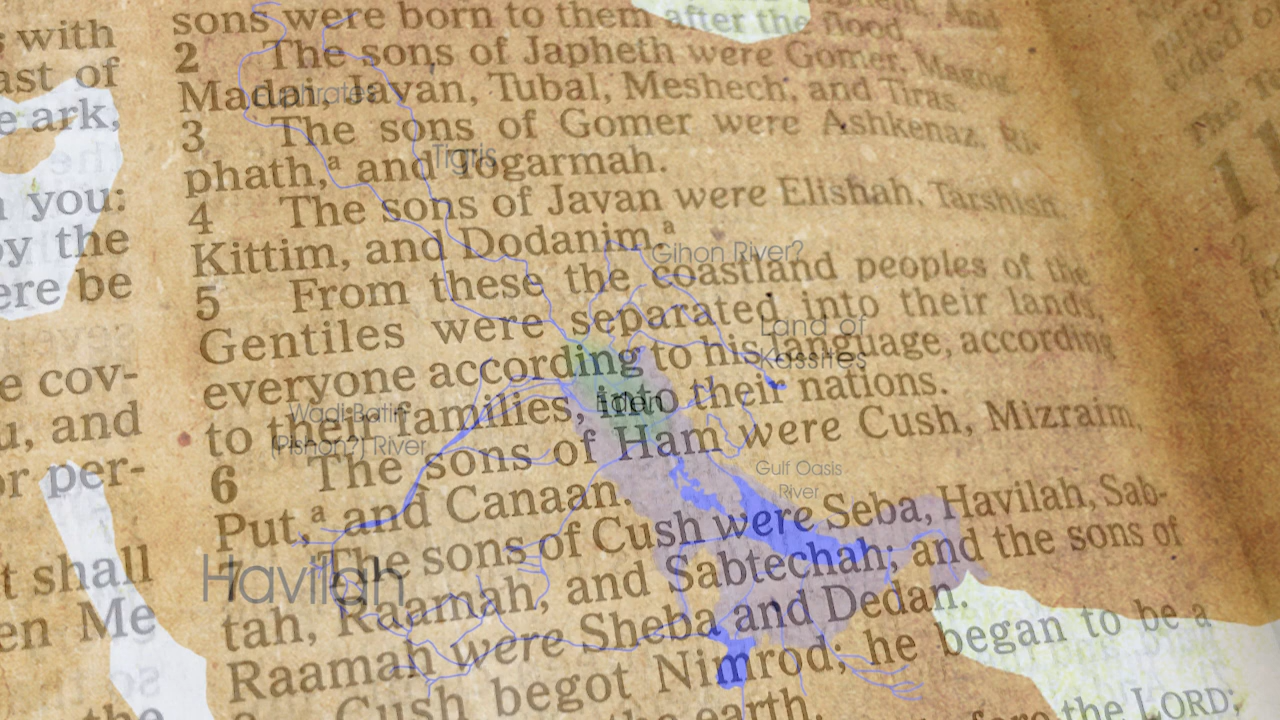 sons were born to them after the flood.
2 The sons of Japheth were Gomer, Magog,
Madai, Javan, Tubal, Meshech, and Tiras.
3 The sons of Gomer were Ashkenaz, Ri-
phath,a and Togarmah.
4 The sons of Javan were Elishah, Tarshish,
Kittim, and Dodanim.a
5 From these the coastland peoples of the
Gentiles were separated into their lands,
everyone according to his language, according
to their families, into their nations.
6 The sons of Ham were Cush, Mizraim,
Put,a and Canaan.
7 The sons of Cush were Seba, Havilah, Sab-
tah, Raamah, and Sabtechah; and the sons of
Raamah were Sheba and Dedan.
Cush begot Nimrod; he began to be a
earth.
the LORD;
with
ast of
e ark,
you:
by the
ere be
e cov-
u, and
or per-
t shall
en Me
the
Euphrates
Tigris
Gihon River?
Land of
Kassites
Eden
Wadi Batin
(Pishon?) River
Gulf Oasis
River
Havilah